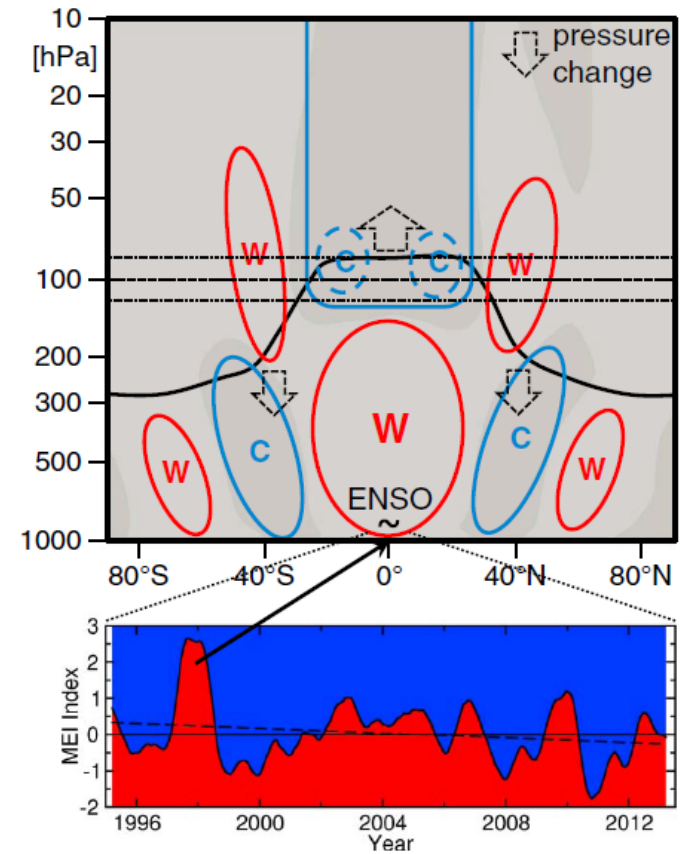 10
[hPa]
20
30
50
100
200
300
500
1000
pressure
change
W
C
C
W
W
C
W
C
W
ENSO
~
80°S
40°S
0°
40°N
80°N
3
2
1
0
-1
-2
MEI Index
1996
2000
2004
2008
2012
Year